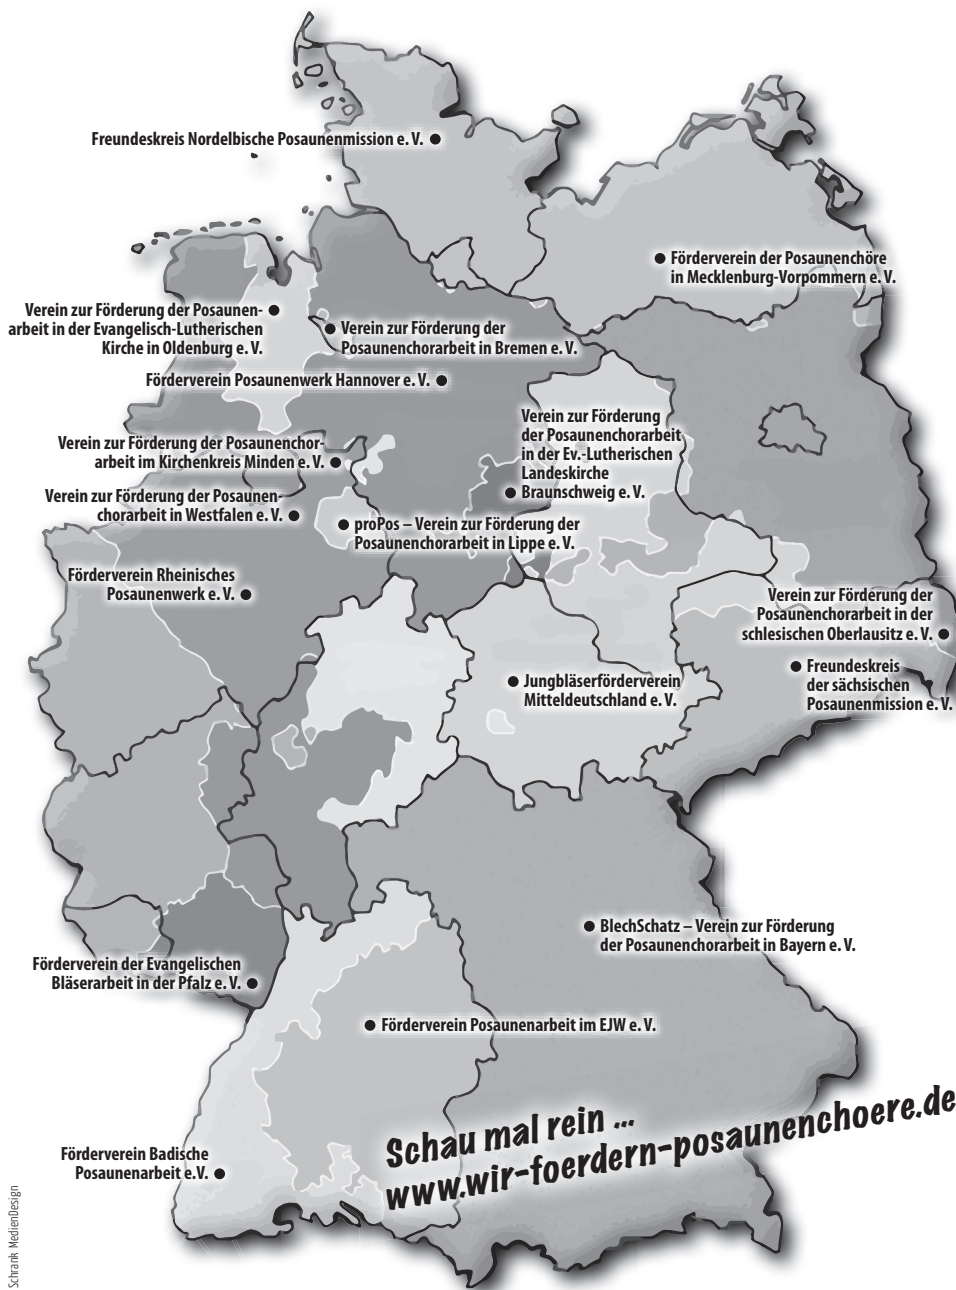 Freundeskreis Nordelbische Posaunenmission e. V.
Förderverein der Posaunenchöre
in Mecklenburg-Vorpommern e. V.
Verein zur Förderung der Posaunen-
arbeit in der Evangelisch-Lutherischen
Kirche in Oldenburg e. V.
Verein zur Förderung der
Posaunenchorarbeit in Bremen e. V.
Förderverein Posaunenwerk Hannover e. V.
Verein zur Förderung
der Posaunenchorarbeit
in der Ev.-Lutherischen
Landeskirche
Braunschweig e. V.
Verein zur Förderung der Posaunenchor-
arbeit im Kirchenkreis Minden e. V.
Verein zur Förderung der Posaunen-
chorarbeit in Westfalen e. V.
proPos – Verein zur Förderung der
Posaunenchorarbeit in Lippe e. V.
Förderverein Rheinisches
Posaunenwerk e. V.
Verein zur Förderung der
Posaunenchorarbeit in der
schlesischen Oberlausitz e. V.
Freundeskreis
der sächsischen
Posaunenmission e. V.
Jungbläserförderverein
Mitteldeutschland e. V.
BlechSchatz – Verein zur Förderung
der Posaunenchorarbeit in Bayern e. V.
Förderverein der Evangelischen
Bläserarbeit in der Pfalz e. V.
Förderverein Posaunenarbeit im EJW e. V.
Schau mal rein ...
www.wir-foerdern-posaunenchoere.de
Förderverein Badische
Posaunenarbeit e.V.
Schrank MedienDesign